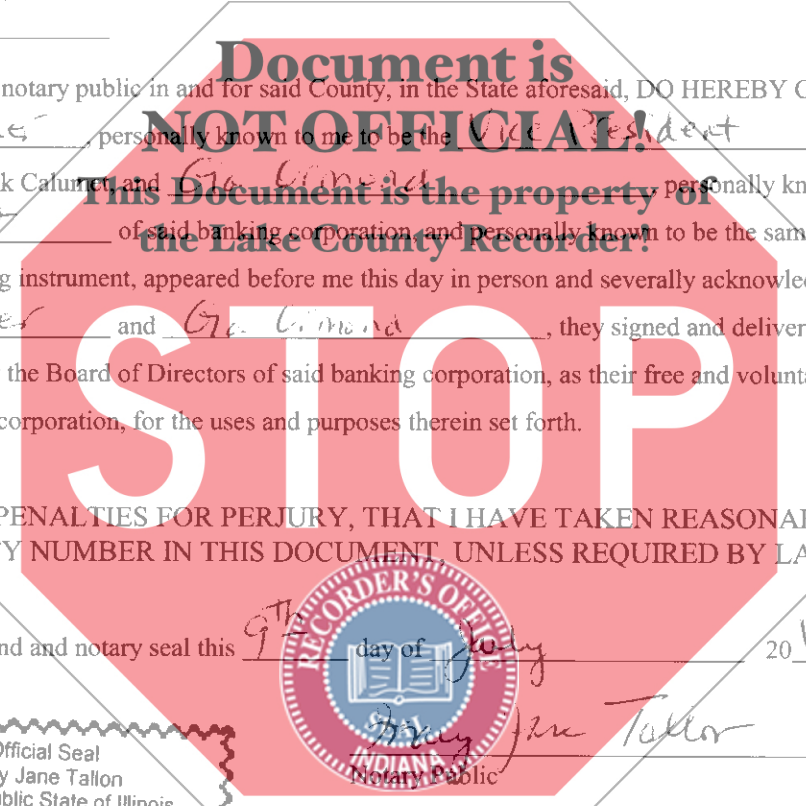 Document is
notary public in and for said County, in the State aforesaid, DO HEREBY C
NOT OFFICIAL!
, personally known to me to be the Vice President
k Calumet, and
This Document is the property of
, personally kn
of said banking corporation, and personally known to be the sam
the Lake County Recorder!
g instrument, appeared before me this day in person and severally acknowled
and
, they signed and deliver
the Board of Directors of said banking corporation, as their free and volunta
corporation, for the uses and purposes therein set forth.
STOP
PENALTIES FOR PERJURY, THAT I HAVE TAKEN REASONA
Y NUMBER IN THIS DOCUMENT, UNLESS REQUIRED BY LA
RECORDER'S OFFICE
nd and notary seal this 9th day of July 20
SEAL
INDIANA
Jane Tallon
Notary Public
Official Seal
y Jane Tallon
ublic State of Illinois